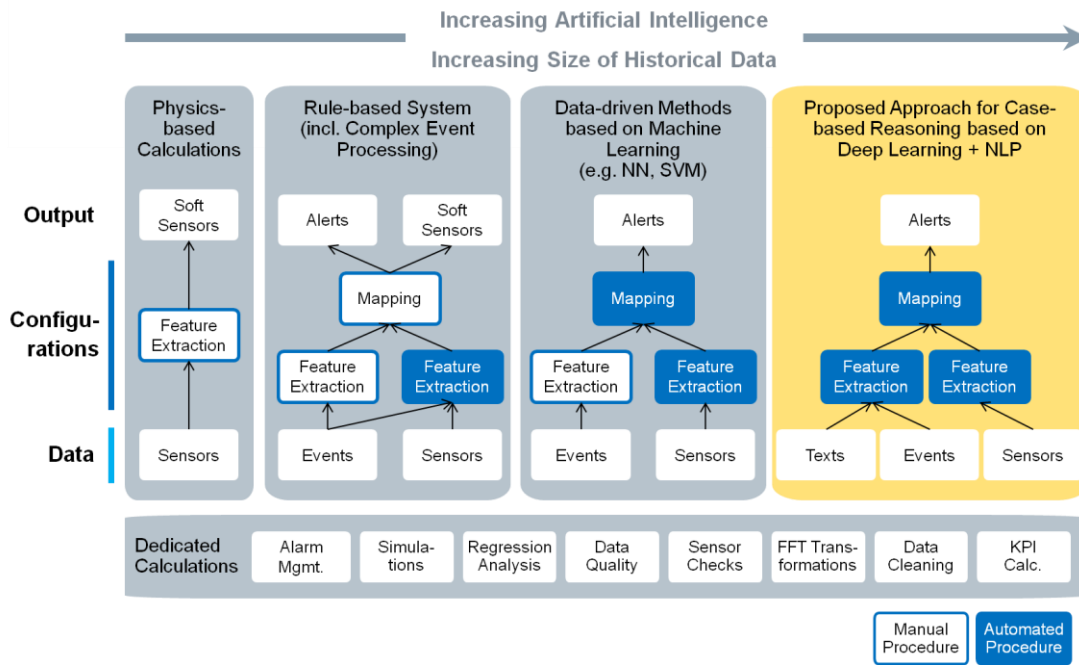 Increasing Artificial Intelligence
Increasing Size of Historical Data
Physics-
based
Calculations
Rule-based System
(incl. Complex Event
Processing)
Data-driven Methods
based on Machine
Learning
(e.g. NN, SVM)
Proposed Approach for Case-
based Reasoning based on
Deep Learning + NLP
Output
Soft
Sensors
Alerts
Soft
Sensors
Alerts
Alerts
Configu-
rations
Mapping
Mapping
Mapping
Feature
Extraction
Feature
Extraction
Feature
Extraction
Feature
Extraction
Feature
Extraction
Feature
Extraction
Feature
Extraction
Data
Sensors
Events
Sensors
Events
Sensors
Texts
Events
Sensors
Dedicated
Calculations
Alarm
Mgmt.
Simula-
tions
Regression
Analysis
Data
Quality
Sensor
Checks
FFT Trans-
formations
Data
Cleaning
KPI
Calc.
Manual
Procedure
Automated
Procedure